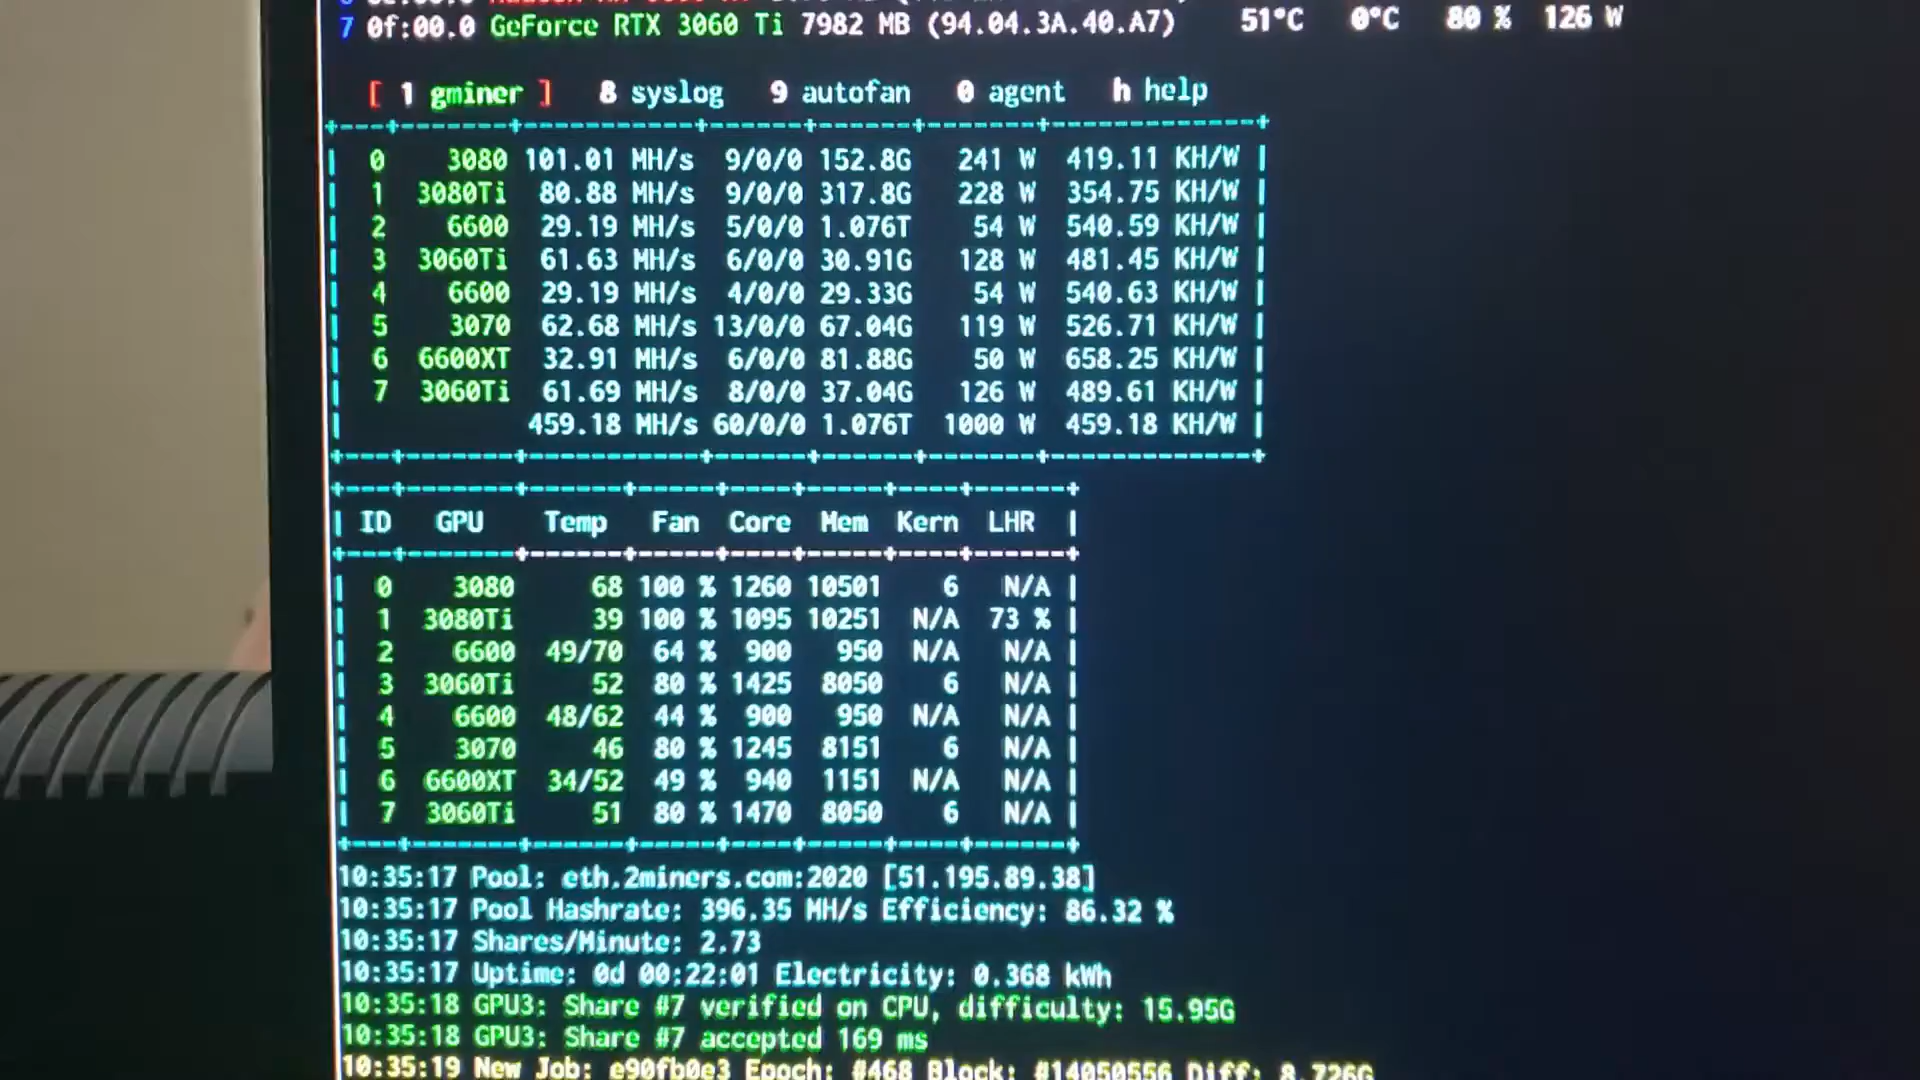 7 0f:00.0 GeForce RTX 3060 Ti 7982 MB (94.04.3A.40.A7) 51°C 0°C 80 % 126 W
[ 1 gminer ] 8 syslog 9 autofan 0 agent h help
0 3080 101.01 MH/s 9/0/0 152.8G 241 W 419.11 KH/W
1 3080Ti 80.88 MH/s 9/0/0 317.8G 228 W 354.75 KH/W
2 6600 29.19 MH/s 5/0/0 1.076T 54 W 540.59 KH/W
3 3060Ti 61.63 MH/s 6/0/0 30.91G 128 W 481.45 KH/W
4 6600 29.19 MH/s 4/0/0 29.33G 54 W 540.63 KH/W
5 3070 62.68 MH/s 13/0/0 67.04G 119 W 526.71 KH/W
6 6600XT 32.91 MH/s 6/0/0 81.88G 50 W 658.25 KH/W
7 3060Ti 61.69 MH/s 8/0/0 37.04G 126 W 489.61 KH/W
459.18 MH/s 60/0/0 1.076T 1000 W 459.18 KH/W
ID GPU Temp Fan Core Mem Kern LHR
0 3080 68 100 % 1260 10501 6 N/A
1 3080Ti 39 100 % 1095 10251 N/A 73 %
2 6600 49/70 64 % 900 950 N/A N/A
3 3060Ti 52 80 % 1425 8050 6 N/A
4 6600 48/62 44 % 900 950 N/A N/A
5 3070 46 80 % 1245 8151 6 N/A
6 6600XT 34/52 49 % 940 1151 N/A N/A
7 3060Ti 51 80 % 1470 8050 6 N/A
10:35:17 Pool: eth.2miners.com:2020 [51.195.89.38]
10:35:17 Pool Hashrate: 396.35 MH/s Efficiency: 86.32 %
10:35:17 Shares/Minute: 2.73
10:35:17 Uptime: 0d 00:22:01 Electricity: 0.368 kWh
10:35:18 GPU3: Share #7 verified on CPU, difficulty: 15.95G
10:35:18 GPU3: Share #7 accepted 169 ms
10:35:19 New Job: e90fb0e3 Epoch: #468 Block: #14050556 Diff: 8.726G